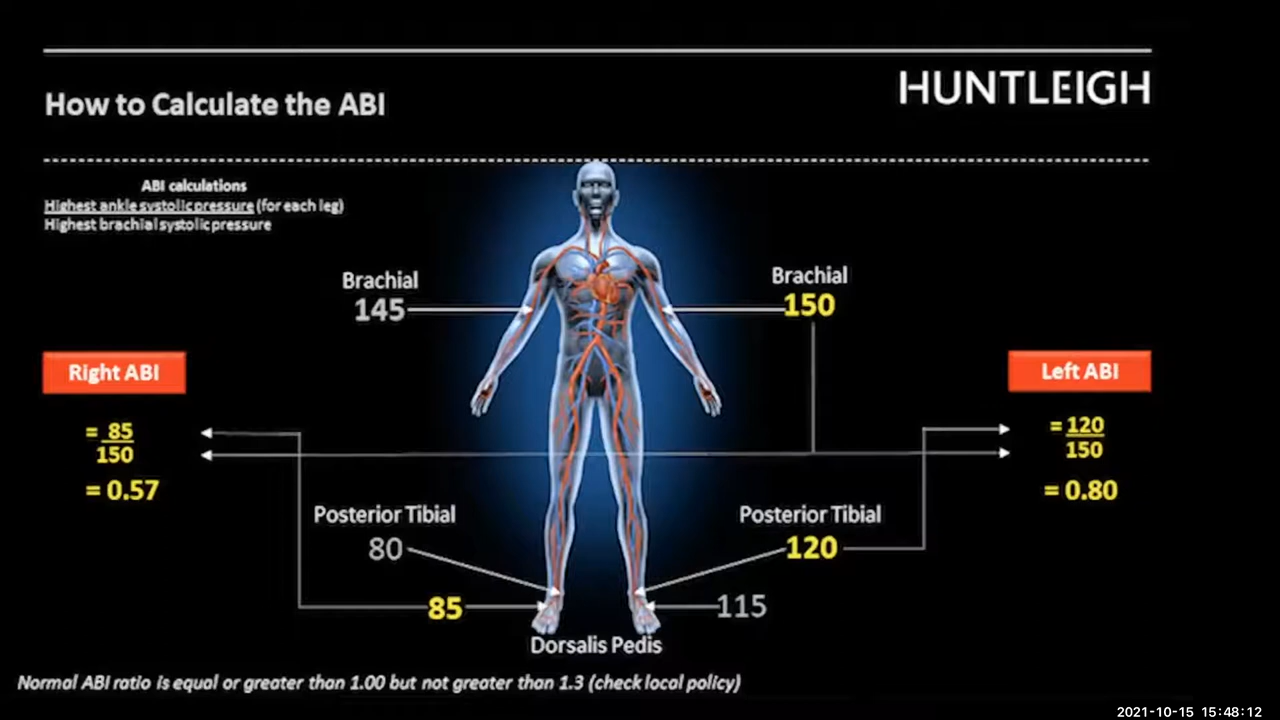 HUNTLEIGH
How to Calculate the ABI
ABI calculations
Highest ankle systolic pressure (for each leg)
Highest brachial systolic pressure
Brachial
145
Brachial
150
Right ABI
= 85
150
= 0.57
Left ABI
= 120
150
= 0.80
Posterior Tibial
80
85
Posterior Tibial
120
115
Dorsalis Pedis
Normal ABI ratio is equal or greater than 1.00 but not greater than 1.3 (check local policy)
2021-10-15 15:48:12